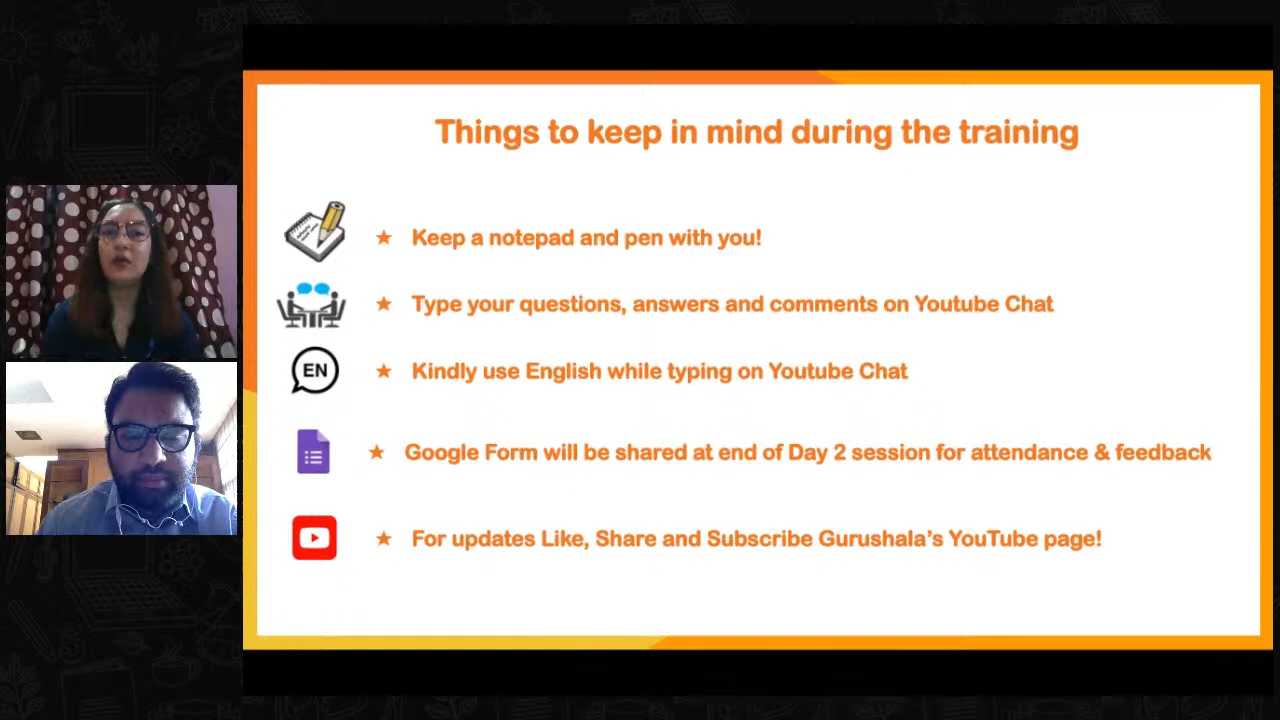 Things to keep in mind during the training
Keep a notepad and pen with you!
Type your questions, answers and comments on Youtube Chat
EN
Kindly use English while typing on Youtube Chat
Google Form will be shared at end of Day 2 session for attendance & feedback
For updates Like, Share and Subscribe Gurushala's YouTube page!